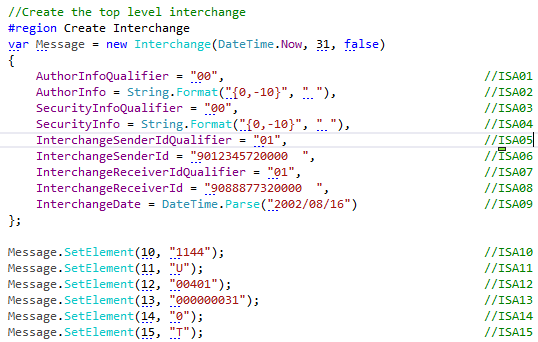 //Create the top level interchange
#region Create Interchange
var Message = new Interchange(DateTime.Now, 31, false)
{
    AuthorInfoQualifier = "00", //ISA01
    AuthorInfo = String.Format("{0,-10}", " "), //ISA02
    SecurityInfoQualifier = "00", //ISA03
    SecurityInfo = String.Format("{0,-10}", " "), //ISA04
    InterchangeSenderIdQualifier = "01", //ISA05
    InterchangeSenderId = "9012345720000  ", //ISA06
    InterchangeReceiverIdQualifier = "01", //ISA07
    InterchangeReceiverId = "9088877320000  ", //ISA08
    InterchangeDate = DateTime.Parse("2002/08/16") //ISA09
};
Message.SetElement(10, "1144"); //ISA10
Message.SetElement(11, "U"); //ISA11
Message.SetElement(12, "00401"); //ISA12
Message.SetElement(13, "000000031"); //ISA13
Message.SetElement(14, "0"); //ISA14
Message.SetElement(15, "T"); //ISA15